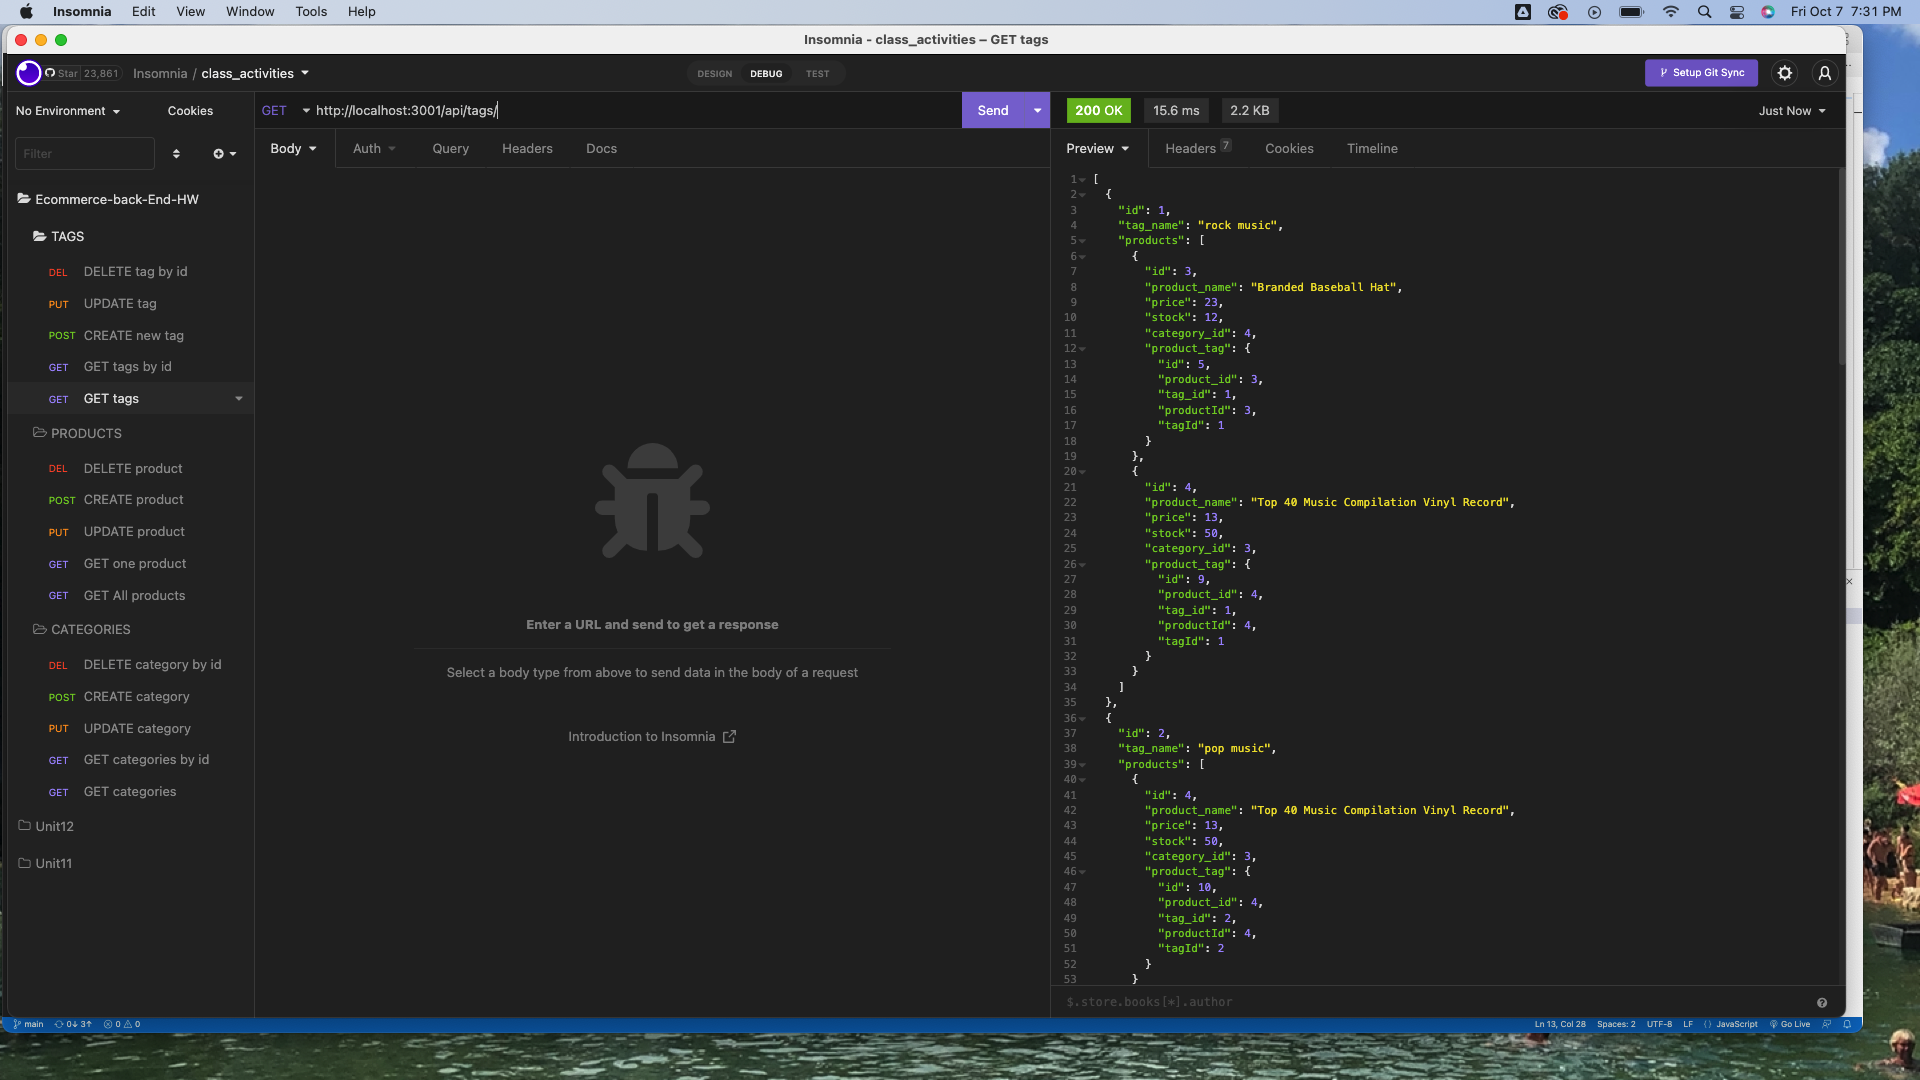 Insomnia Edit View Window Tools Help Fri Oct 7 7:31 PM
Insomnia - class_activities – GET tags
Star 23,861 Insomnia / class_activities DESIGN DEBUG TEST Setup Git Sync
No Environment Cookies GET http://localhost:3001/api/tags/ Send 200 OK 15.6 ms 2.2 KB Just Now
Filter
Body Auth Query Headers Docs Preview Headers 7 Cookies Timeline
Ecommerce-back-End-HW
TAGS
DEL DELETE tag by id
PUT UPDATE tag
POST CREATE new tag
GET GET tags by id
GET GET tags
PRODUCTS
DEL DELETE product
POST CREATE product
PUT UPDATE product
GET GET one product
GET GET All products
CATEGORIES
DEL DELETE category by id
POST CREATE category
PUT UPDATE category
GET GET categories by id
GET GET categories
Unit12
Unit11
Enter a URL and send to get a response
Select a body type from above to send data in the body of a request
Introduction to Insomnia
1 [
2 {
3 "id": 1,
4 "tag_name": "rock music",
5 "products": [
6 {
7 "id": 3,
8 "product_name": "Branded Baseball Hat",
9 "price": 23,
10 "stock": 12,
11 "category_id": 4,
12 "product_tag": {
13 "id": 5,
14 "product_id": 3,
15 "tag_id": 1,
16 "productId": 3,
17 "tagId": 1
18 }
19 },
20 {
21 "id": 4,
22 "product_name": "Top 40 Music Compilation Vinyl Record",
23 "price": 13,
24 "stock": 50,
25 "category_id": 3,
26 "product_tag": {
27 "id": 9,
28 "product_id": 4,
29 "tag_id": 1,
30 "productId": 4,
31 "tagId": 1
32 }
33 }
34 ]
35 },
36 {
37 "id": 2,
38 "tag_name": "pop music",
39 "products": [
40 {
41 "id": 4,
42 "product_name": "Top 40 Music Compilation Vinyl Record",
43 "price": 13,
44 "stock": 50,
45 "category_id": 3,
46 "product_tag": {
47 "id": 10,
48 "product_id": 4,
49 "tag_id": 2,
50 "productId": 4,
51 "tagId": 2
52 }
53 }
$.store.books[*].author
main 0↓ 3↑ 0 0 Ln 13, Col 28 Spaces: 2 UTF-8 LF {} JavaScript Go Live